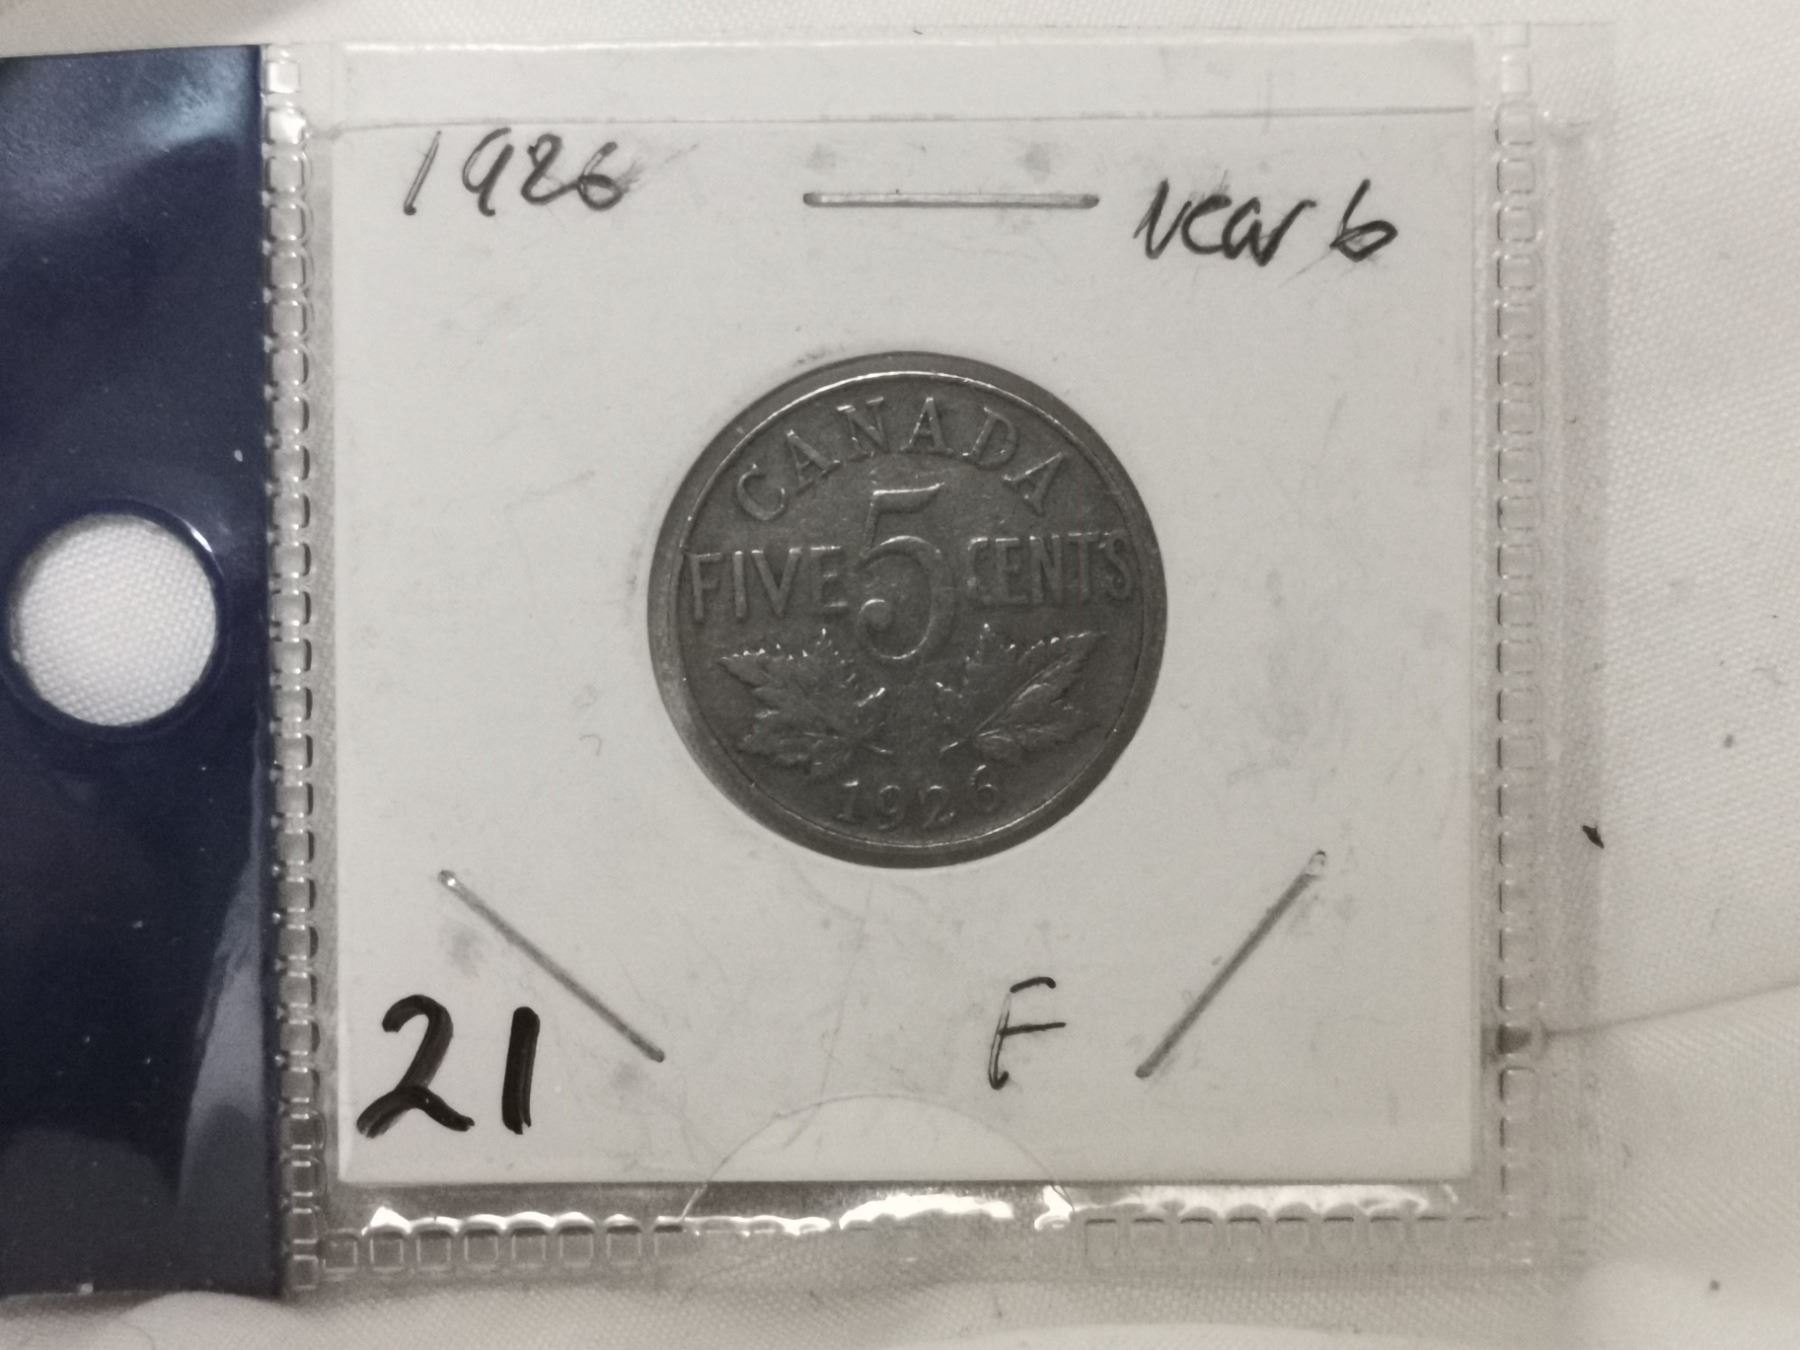 1926
Near 6
CANADA
FIVE 5 CENTS
1926
21
F